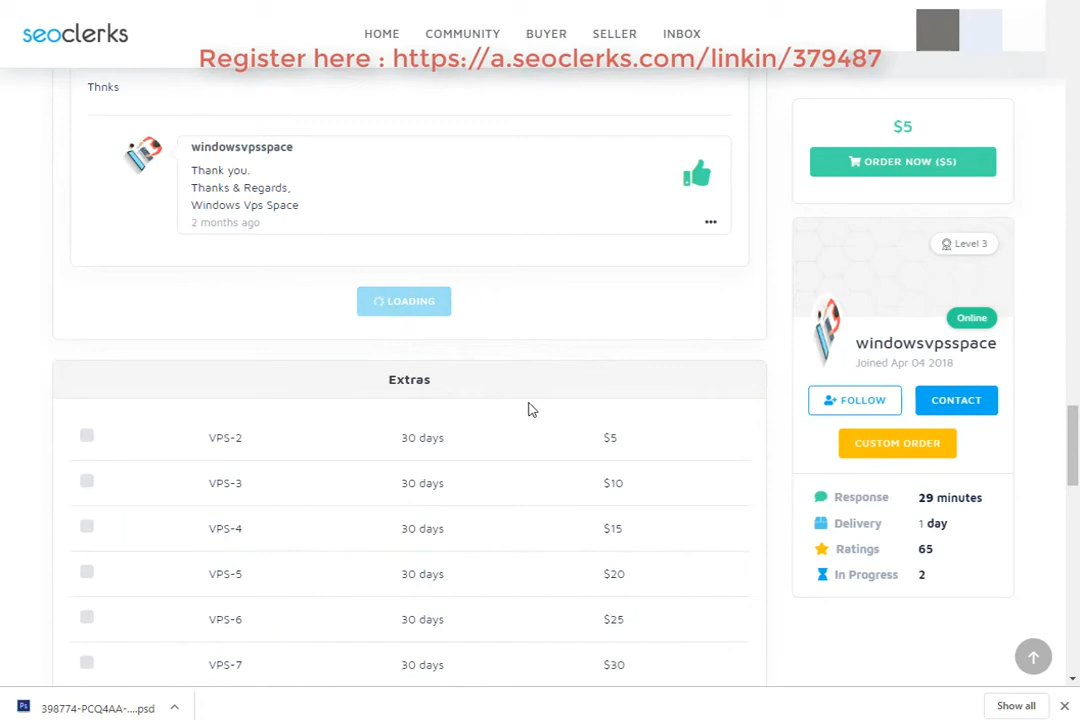 seoclerks
HOME COMMUNITY BUYER SELLER INBOX
Register here : https://a.seoclerks.com/linkin/379487
Thnks
windowsvpsspace
Thank you.
Thanks & Regards,
Windows Vps Space
2 months ago
LOADING
Extras
VPS-2 30 days $5
VPS-3 30 days $10
VPS-4 30 days $15
VPS-5 30 days $20
VPS-6 30 days $25
VPS-7 30 days $30
$5
ORDER NOW ($5)
Level 3
Online
windowsvpsspace
Joined Apr 04 2018
FOLLOW CONTACT
CUSTOM ORDER
Response 29 minutes
Delivery 1 day
Ratings 65
In Progress 2
Ps 398774-PCQ4AA-....psd
Show all